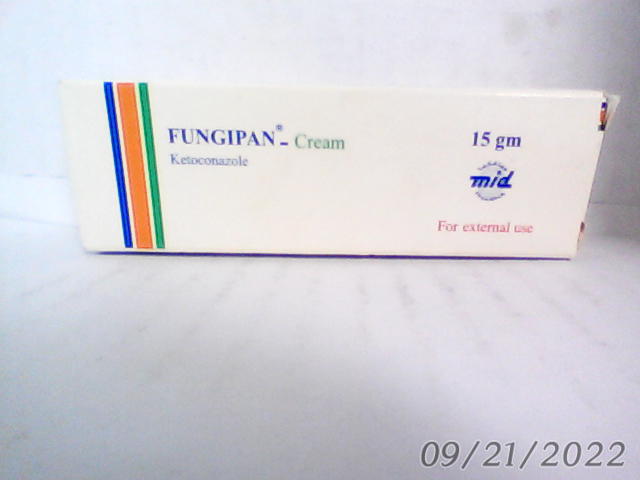 FUNGIPAN®- Cream
Ketoconazole
15 gm
mid
For external use
09/21/2022